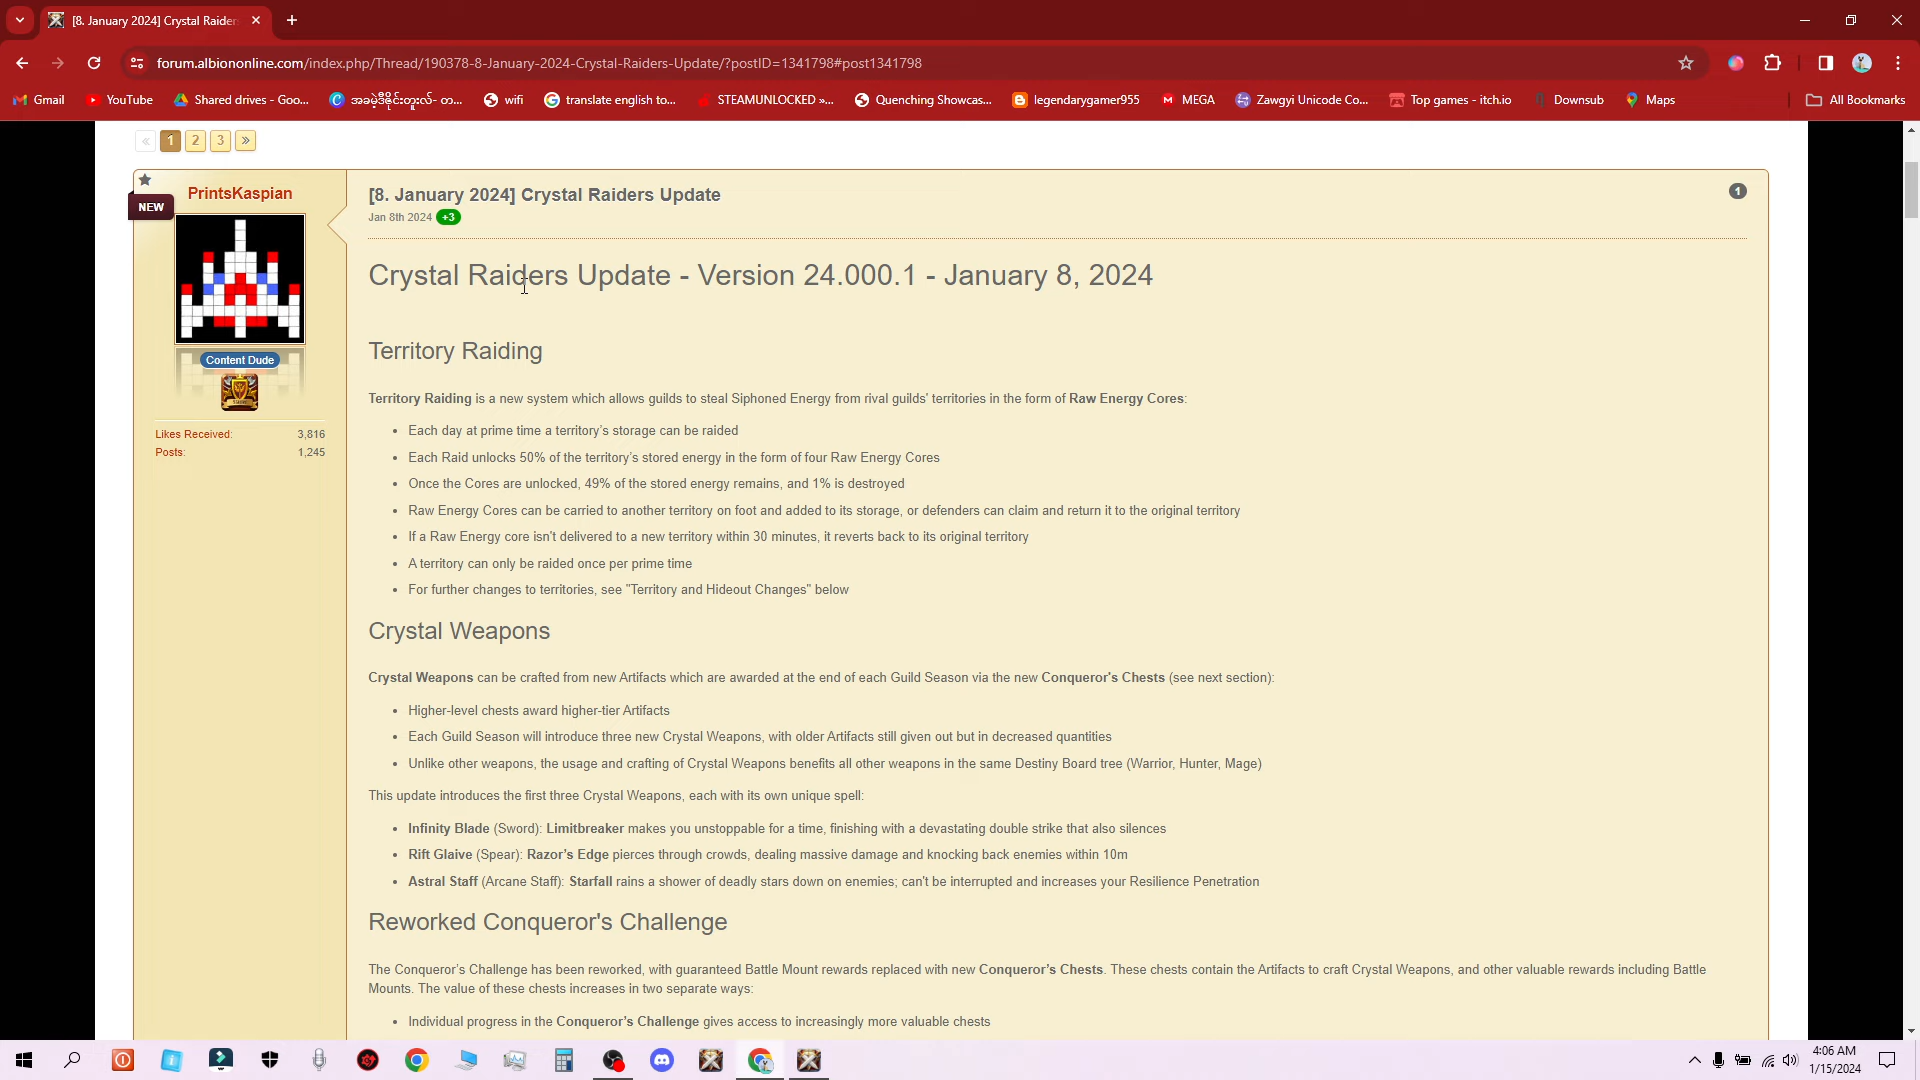 [8. January 2024] Crystal Raiders
forum.albiononline.com/index.php/Thread/190378-8-January-2024-Crystal-Raiders-Update/?postID=1341798#post1341798
Gmail YouTube Shared drives - Goo... wifi translate english to... STEAMUNLOCKED »... Quenching Showcas... legendarygamer955 MEGA Zawgyi Unicode Co... Top games - itch.io Downsub Maps All Bookmarks
« 1 2 3 »
NEW
PrintsKaspian
Content Dude
Likes Received: 3,816
Posts: 1,245
[8. January 2024] Crystal Raiders Update
1
Jan 8th 2024 +3
Crystal Raiders Update - Version 24.000.1 - January 8, 2024
Territory Raiding
Territory Raiding is a new system which allows guilds to steal Siphoned Energy from rival guilds' territories in the form of Raw Energy Cores:
• Each day at prime time a territory's storage can be raided
• Each Raid unlocks 50% of the territory's stored energy in the form of four Raw Energy Cores
• Once the Cores are unlocked, 49% of the stored energy remains, and 1% is destroyed
• Raw Energy Cores can be carried to another territory on foot and added to its storage, or defenders can claim and return it to the original territory
• If a Raw Energy core isn't delivered to a new territory within 30 minutes, it reverts back to its original territory
• A territory can only be raided once per prime time
• For further changes to territories, see "Territory and Hideout Changes" below
Crystal Weapons
Crystal Weapons can be crafted from new Artifacts which are awarded at the end of each Guild Season via the new Conqueror's Chests (see next section):
• Higher-level chests award higher-tier Artifacts
• Each Guild Season will introduce three new Crystal Weapons, with older Artifacts still given out but in decreased quantities
• Unlike other weapons, the usage and crafting of Crystal Weapons benefits all other weapons in the same Destiny Board tree (Warrior, Hunter, Mage)
This update introduces the first three Crystal Weapons, each with its own unique spell:
• Infinity Blade (Sword): Limitbreaker makes you unstoppable for a time, finishing with a devastating double strike that also silences
• Rift Glaive (Spear): Razor's Edge pierces through crowds, dealing massive damage and knocking back enemies within 10m
• Astral Staff (Arcane Staff): Starfall rains a shower of deadly stars down on enemies; can't be interrupted and increases your Resilience Penetration
Reworked Conqueror's Challenge
The Conqueror's Challenge has been reworked, with guaranteed Battle Mount rewards replaced with new Conqueror's Chests. These chests contain the Artifacts to craft Crystal Weapons, and other valuable rewards including Battle
Mounts. The value of these chests increases in two separate ways:
• Individual progress in the Conqueror's Challenge gives access to increasingly more valuable chests
4:06 AM
1/15/2024